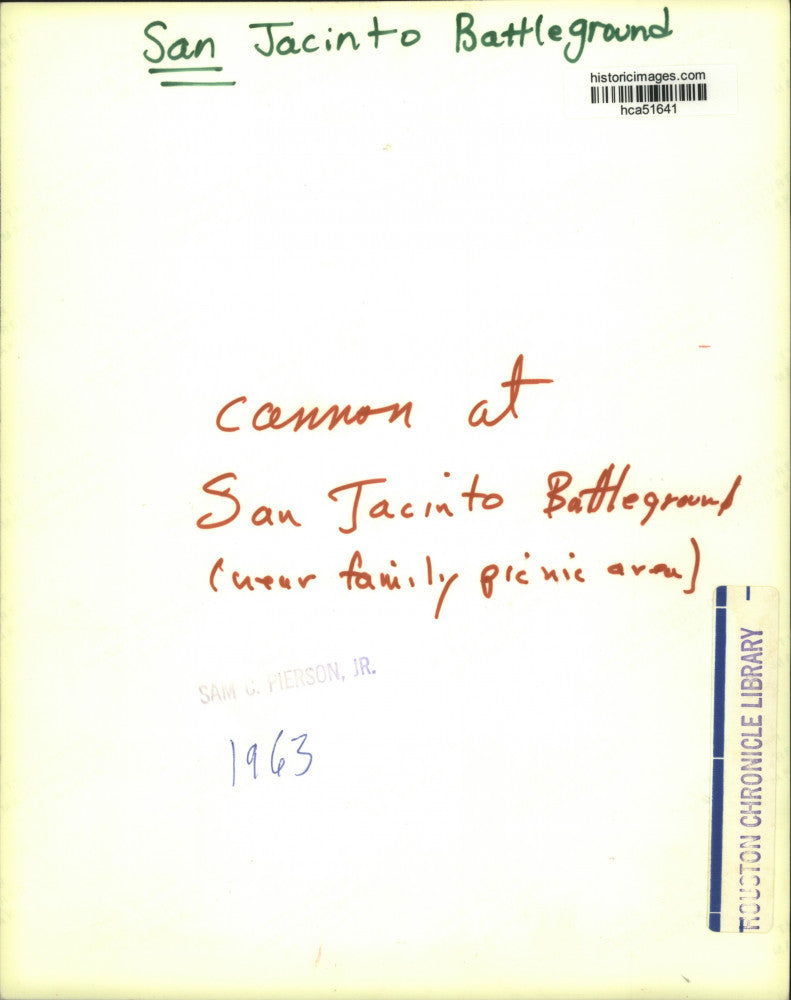 San Jacinto Battleground
historicimages.com
hca51641
cannon at
San Jacinto Battleground
(near family picnic area)
SAM C. PIERSON, JR.
1963
HOUSTON CHRONICLE LIBRARY